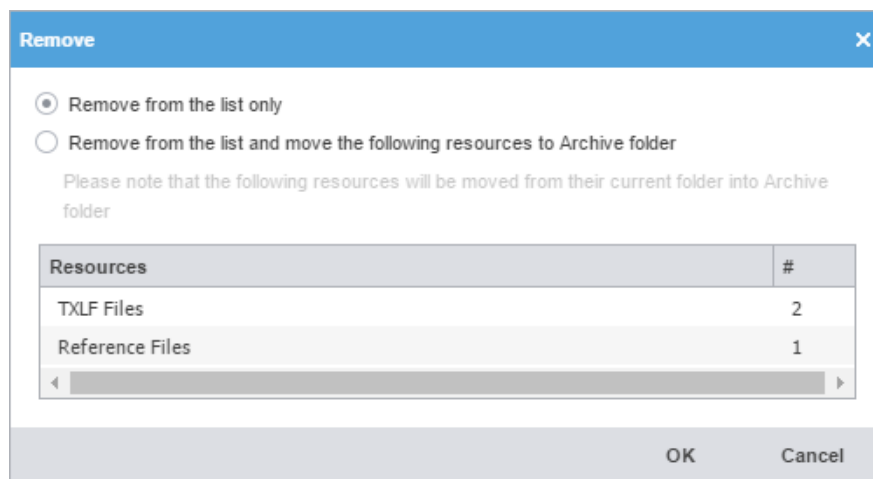 Remove
Remove from the list only
Remove from the list and move the following resources to Archive folder
Please note that the following resources will be moved from their current folder into Archive
folder
Resources #
TXLF Files 2
Reference Files 1
OK Cancel